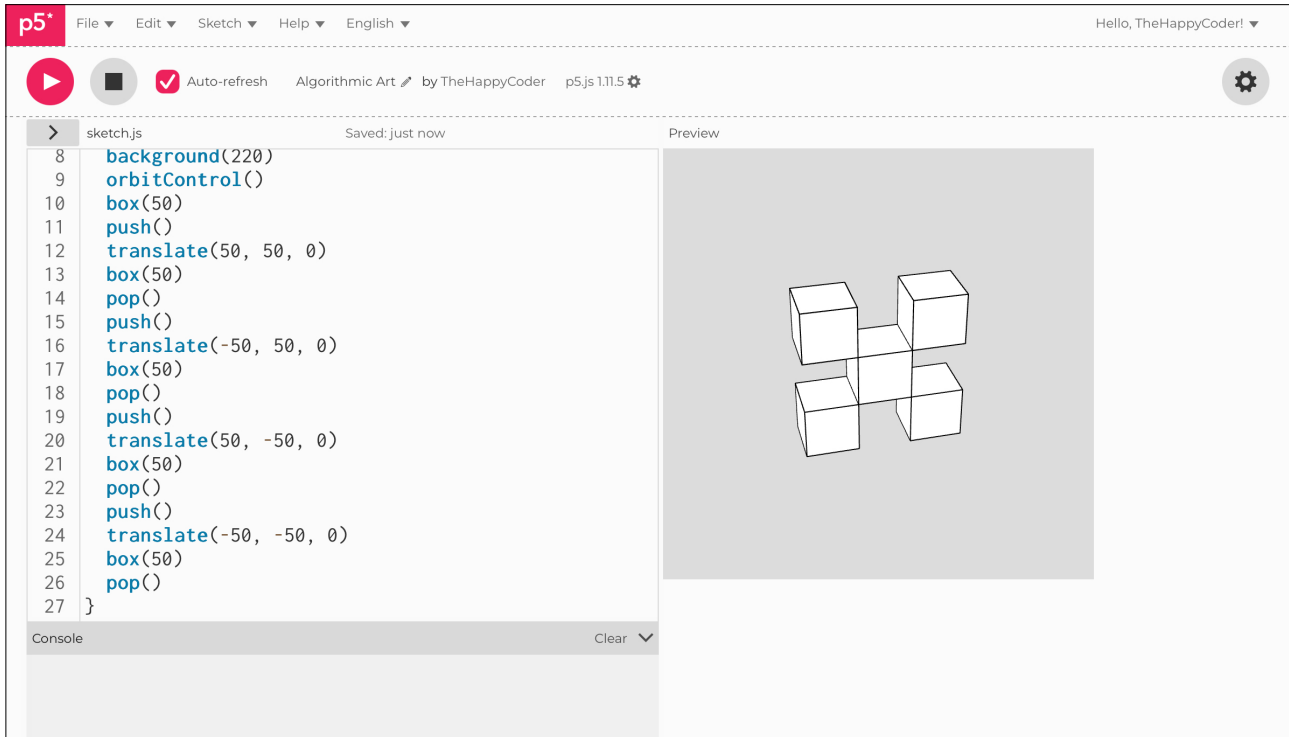 p5* File Edit Sketch Help English Hello, TheHappyCoder!
Auto-refresh Algorithmic Art by TheHappyCoder p5.js 1.11.5
sketch.js Saved: just now Preview
8 background(220)
9 orbitControl()
10 box(50)
11 push()
12 translate(50, 50, 0)
13 box(50)
14 pop()
15 push()
16 translate(-50, 50, 0)
17 box(50)
18 pop()
19 push()
20 translate(50, -50, 0)
21 box(50)
22 pop()
23 push()
24 translate(-50, -50, 0)
25 box(50)
26 pop()
27 }
Console Clear